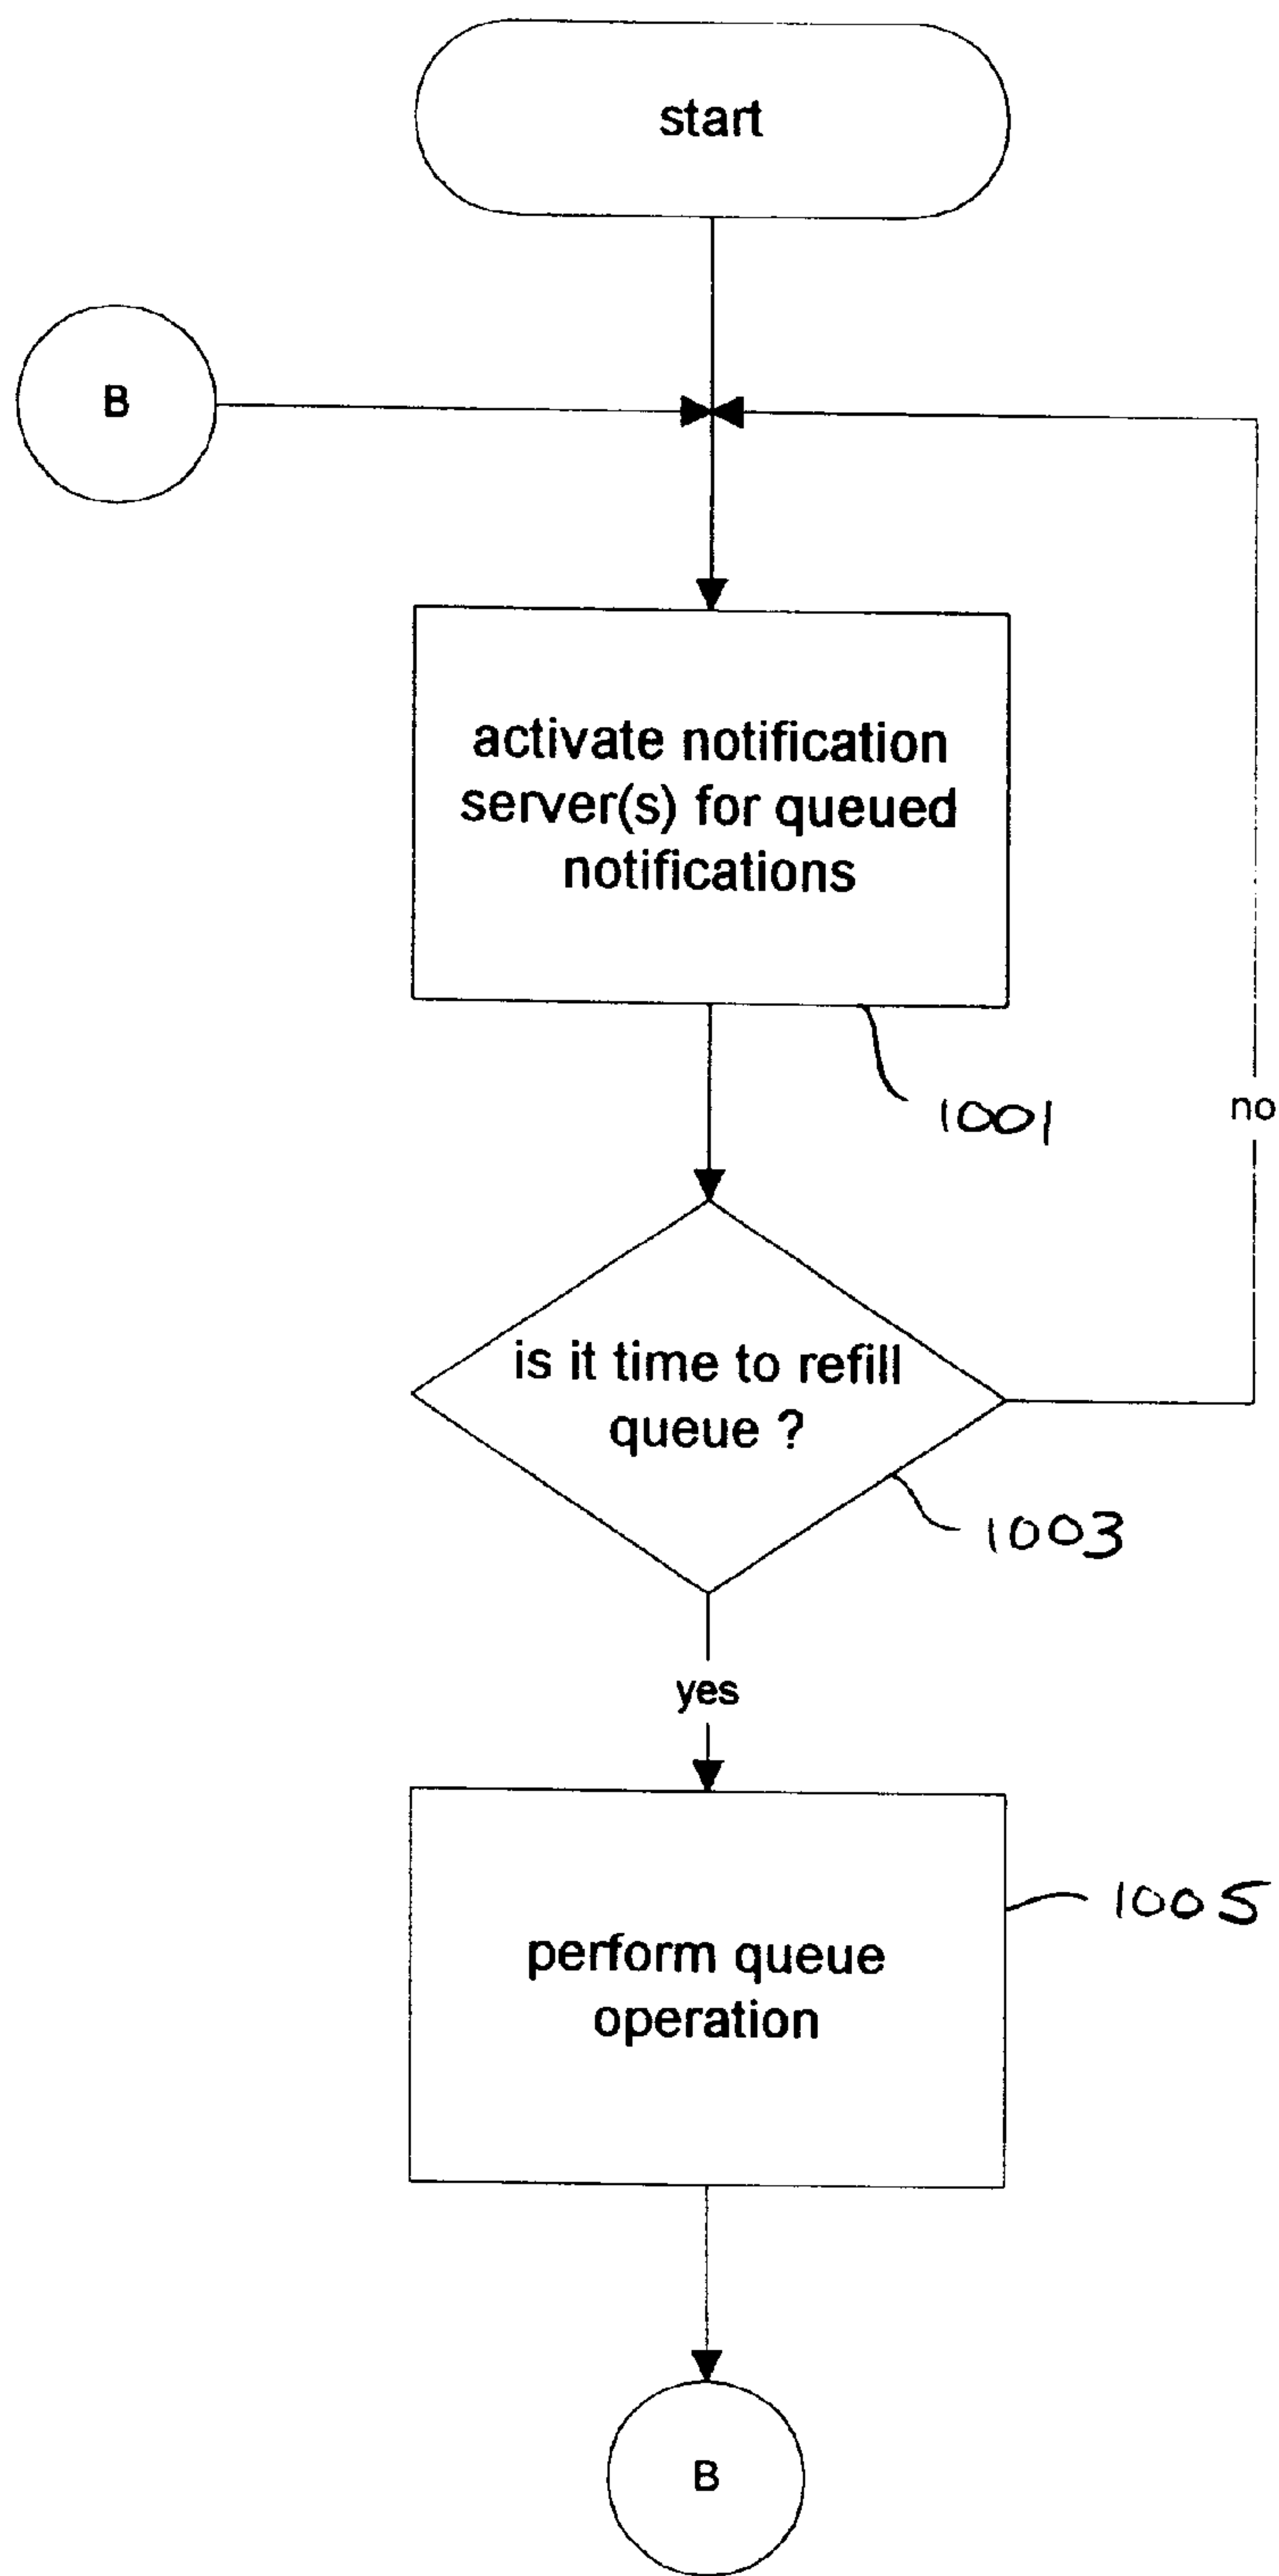 start
B
activate notification
server(s) for queued
notifications
1001
no
is it time to refill
queue ?
1003
yes
1005
perform queue
operation
B